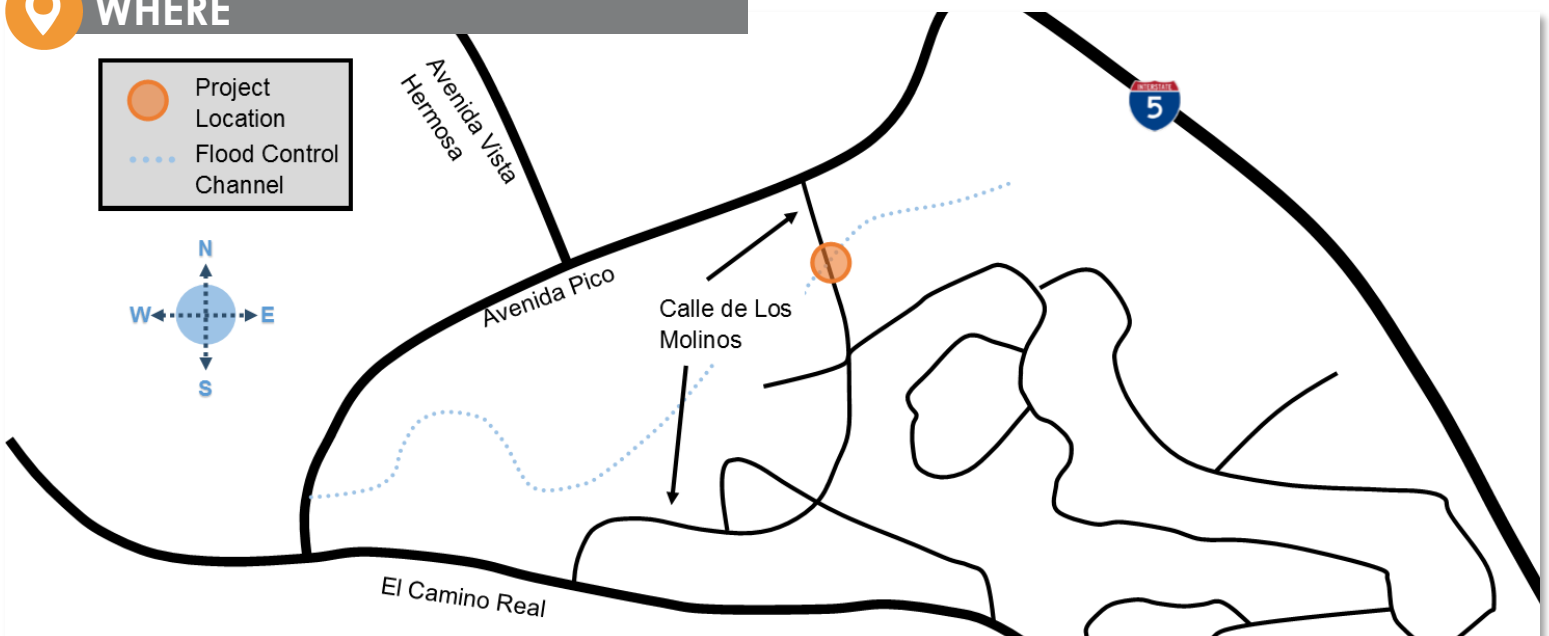 WHERE
Project
Location
Flood Control
Channel
N
W
E
S
Avenida Vista
Hermosa
Avenida Pico
Calle de Los
Molinos
El Camino Real
INTERSTATE
5